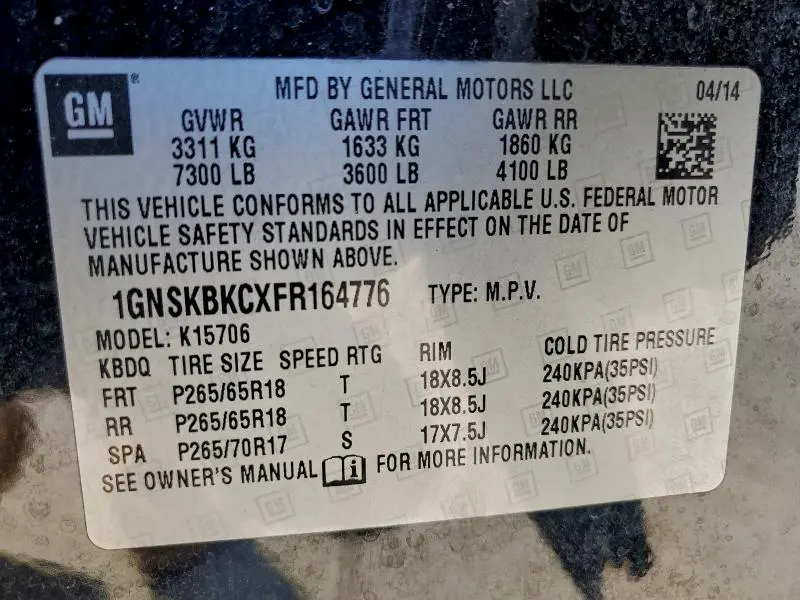 GM® MFD BY GENERAL MOTORS LLC 04/14
GVWR GAWR FRT GAWR RR
3311 KG 1633 KG 1860 KG
7300 LB 3600 LB 4100 LB
THIS VEHICLE CONFORMS TO ALL APPLICABLE U.S. FEDERAL MOTOR
VEHICLE SAFETY STANDARDS IN EFFECT ON THE DATE OF
MANUFACTURE SHOWN ABOVE.
1GNSKBKCXFR164776 TYPE: M.P.V.
MODEL: K15706
KBDQ TIRE SIZE SPEED RTG RIM COLD TIRE PRESSURE
FRT P265/65R18 T 18X8.5J 240KPA(35PSI)
RR P265/65R18 T 18X8.5J 240KPA(35PSI)
SPA P265/70R17 S 17X7.5J 240KPA(35PSI)
SEE OWNER'S MANUAL i FOR MORE INFORMATION.